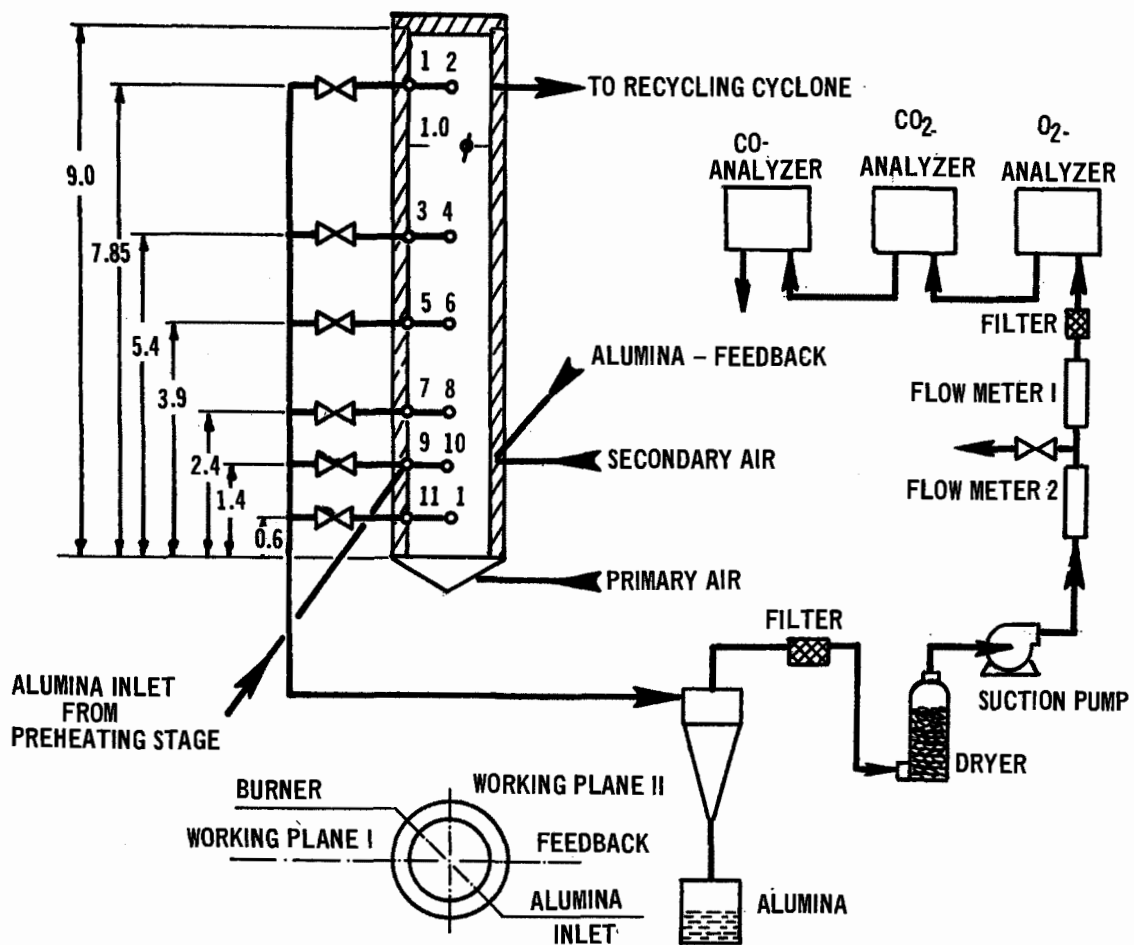 1 2
TO RECYCLING CYCLONE
1.0
ϕ
CO-
ANALYZER
CO2-
ANALYZER
O2-
ANALYZER
9.0
7.85
3 4
5.4
5 6
3.9
FILTER
ALUMINA – FEEDBACK
FLOW METER 1
7 8
2.4
9 10
SECONDARY AIR
FLOW METER 2
1.4
11 1
0.6
PRIMARY AIR
FILTER
ALUMINA INLET
FROM
PREHEATING STAGE
SUCTION PUMP
DRYER
BURNER
WORKING PLANE II
WORKING PLANE I
FEEDBACK
ALUMINA
INLET
ALUMINA